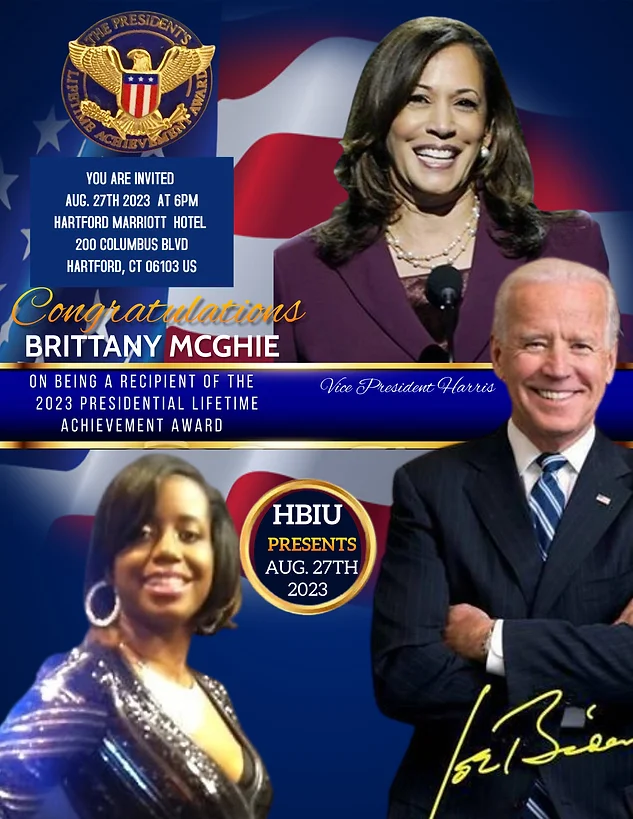 THE PRESIDENT'S
LIFETIME ACHIEVEMENT AWARD
YOU ARE INVITED
AUG. 27TH 2023 AT 6PM
HARTFORD MARRIOTT HOTEL
200 COLUMBUS BLVD
HARTFORD, CT 06103 US
Congratulations
BRITTANY MCGHIE
ON BEING A RECIPIENT OF THE
2023 PRESIDENTIAL LIFETIME
ACHIEVEMENT AWARD
Vice President Harris
HBIU
PRESENTS
AUG. 27TH
2023
Joe Biden